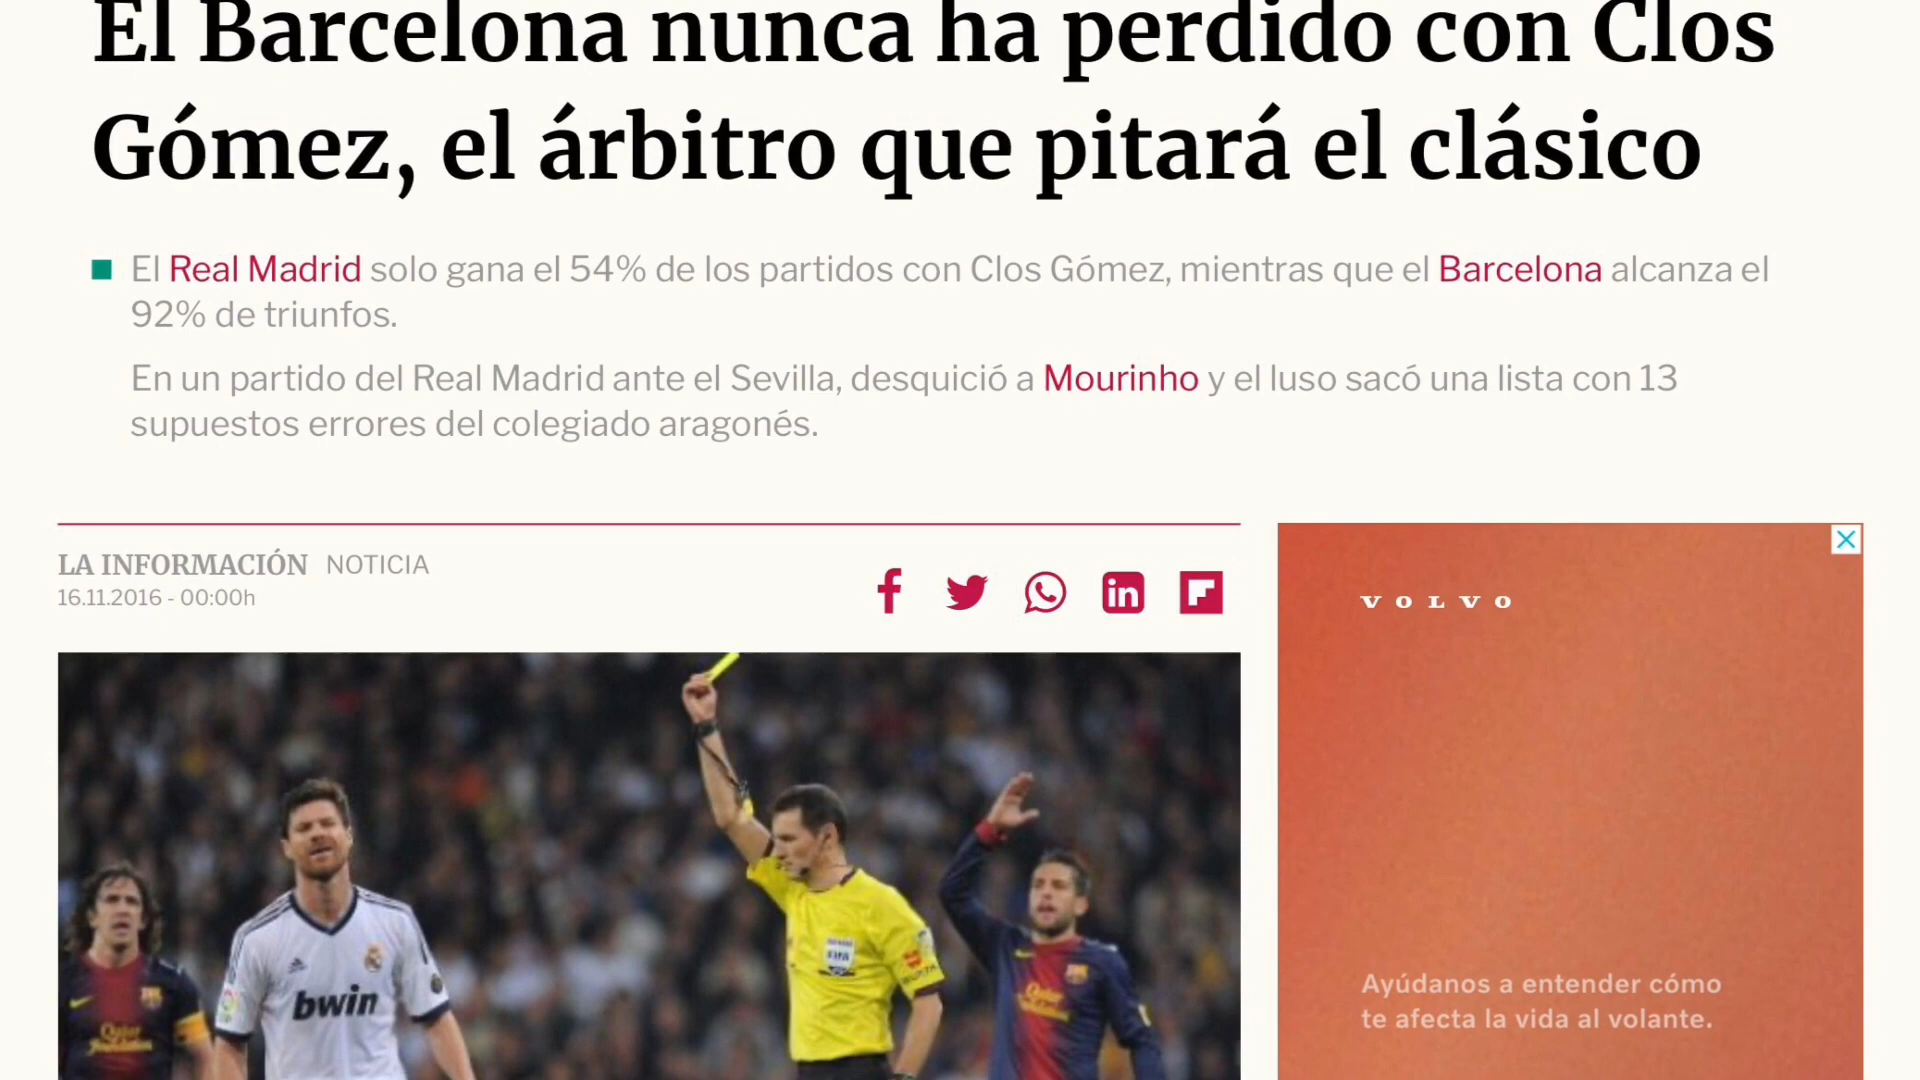 El Barcelona nunca ha perdido con Clos
Gómez, el árbitro que pitará el clásico
El Real Madrid solo gana el 54% de los partidos con Clos Gómez, mientras que el Barcelona alcanza el
92% de triunfos.
En un partido del Real Madrid ante el Sevilla, desquició a Mourinho y el luso sacó una lista con 13
supuestos errores del colegiado aragonés.
LA INFORMACIÓN NOTICIA
16.11.2016 - 00:00h
VOLVO
bwin
FIFA
Ayúdanos a entender cómo
te afecta la vida al volante.